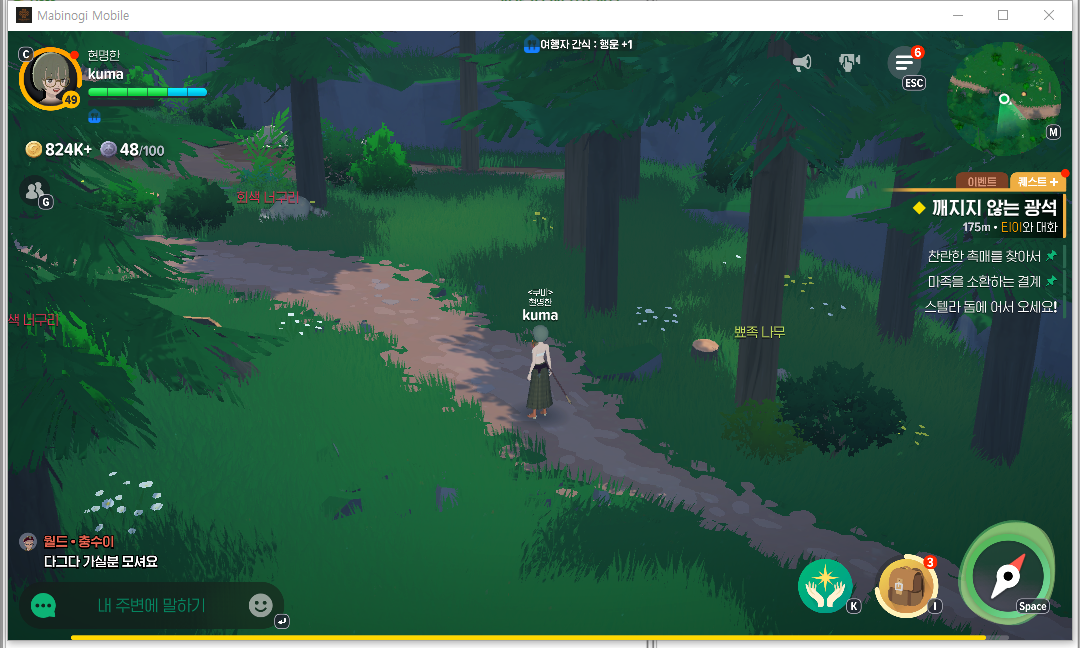 Mabinogi Mobile
C
현명한
kuma
49
여행자 간식 : 행운 +1
6
ESC
M
824K+ 48/100
G
이벤트 퀘스트 +
깨지지 않는 광석
175m • 티이와 대화
찬란한 촉매를 찾아서
마족을 소환하는 결계
스텔라 돔에 어서 오세요!
회색 너구리
색 너구리
현명한
kuma
뾰족 나무
월드 • 충수이
다그다 가실분 모셔요
내 주변에 말하기
K
3
I
Space